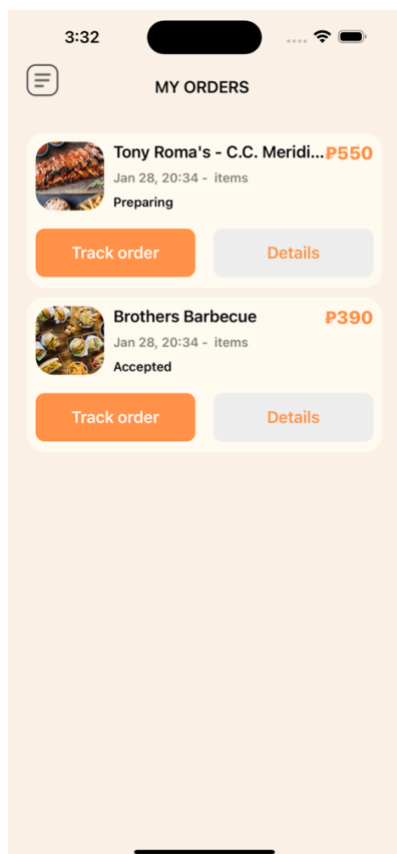 3:32
MY ORDERS
Tony Roma's - C.C. Meridi... ₽550
Jan 28, 20:34 - items
Preparing
Track order Details
Brothers Barbecue ₽390
Jan 28, 20:34 - items
Accepted
Track order Details